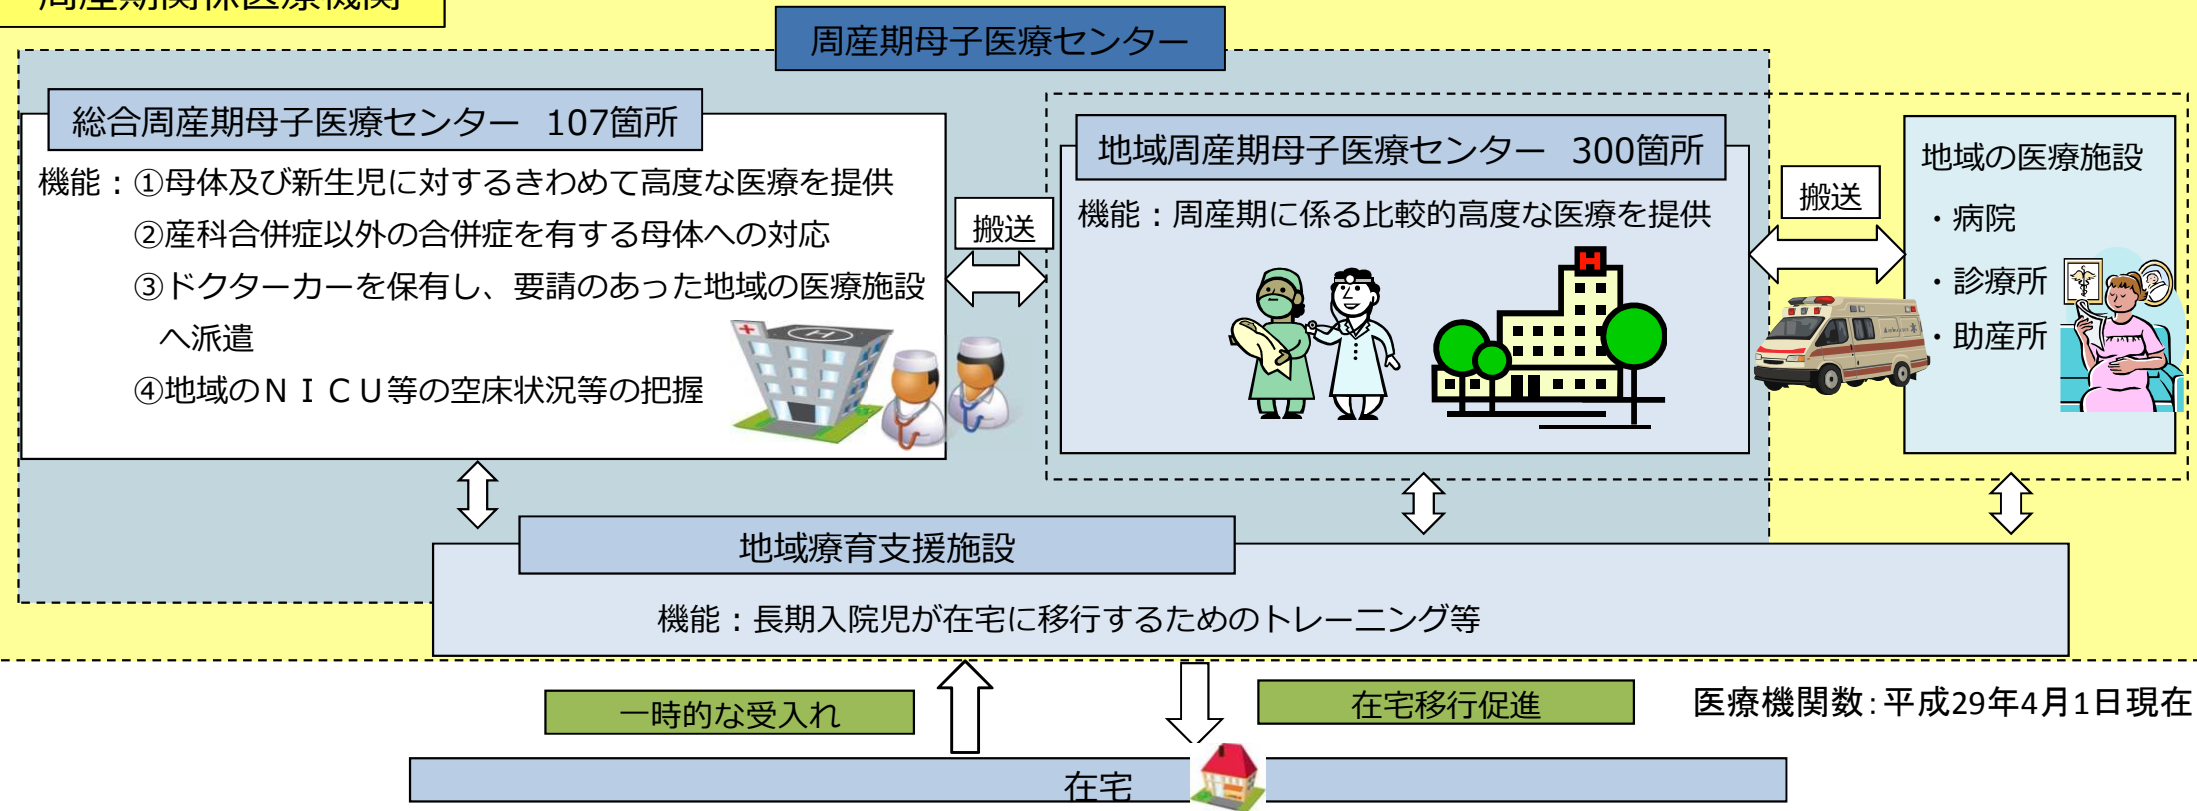 周産期関係医療機関
周産期母子医療センター
総合周産期母子医療センター 107箇所
機能：①母体及び新生児に対するきわめて高度な医療を提供
②産科合併症以外の合併症を有する母体への対応
③ドクターカーを保有し、要請のあった地域の医療施設
へ派遣
④地域のＮＩＣＵ等の空床状況等の把握
搬送
地域周産期母子医療センター 300箇所
機能：周産期に係る比較的高度な医療を提供
H
搬送
地域の医療施設
・病院
・診療所
・助産所
地域療育支援施設
機能：長期入院児が在宅に移行するためのトレーニング等
一時的な受入れ
在宅移行促進
医療機関数：平成29年4月1日現在
在宅